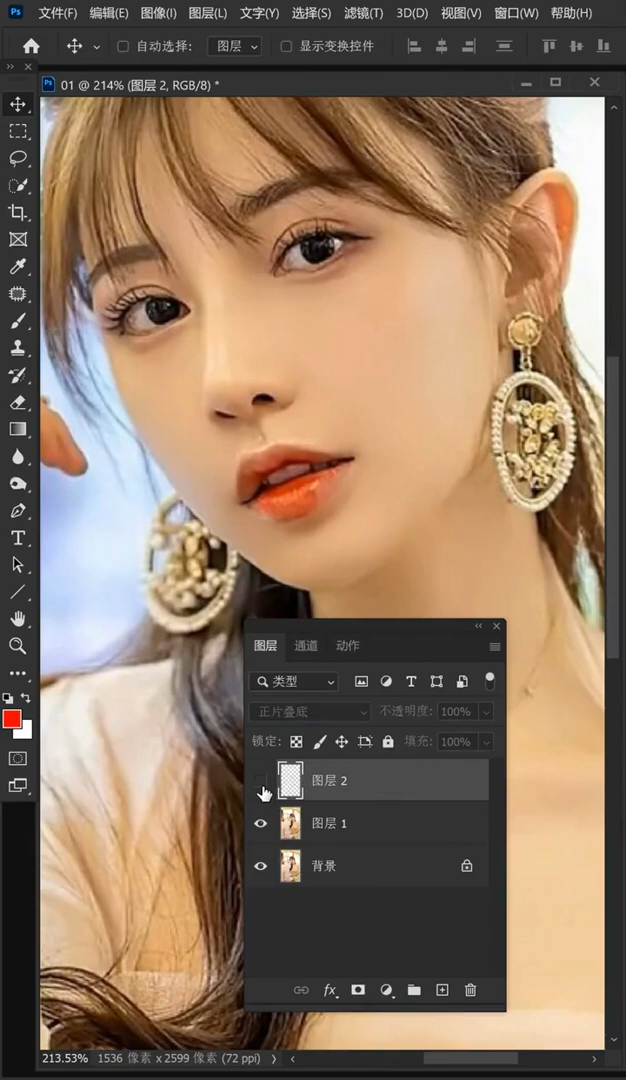 Ps 文件(F) 编辑(E) 图像(I) 图层(L) 文字(Y) 选择(S) 滤镜(T) 3D(D) 视图(V) 窗口(W) 帮助(H)
自动选择: 图层 显示变换控件
Ps 01 @ 214% (图层 2, RGB/8) *
图层 通道 动作
类型
正片叠底 不透明度: 100%
锁定: 填充: 100%
图层 2
图层 1
背景
fx
213.53% 1536 像素 x 2599 像素 (72 ppi)